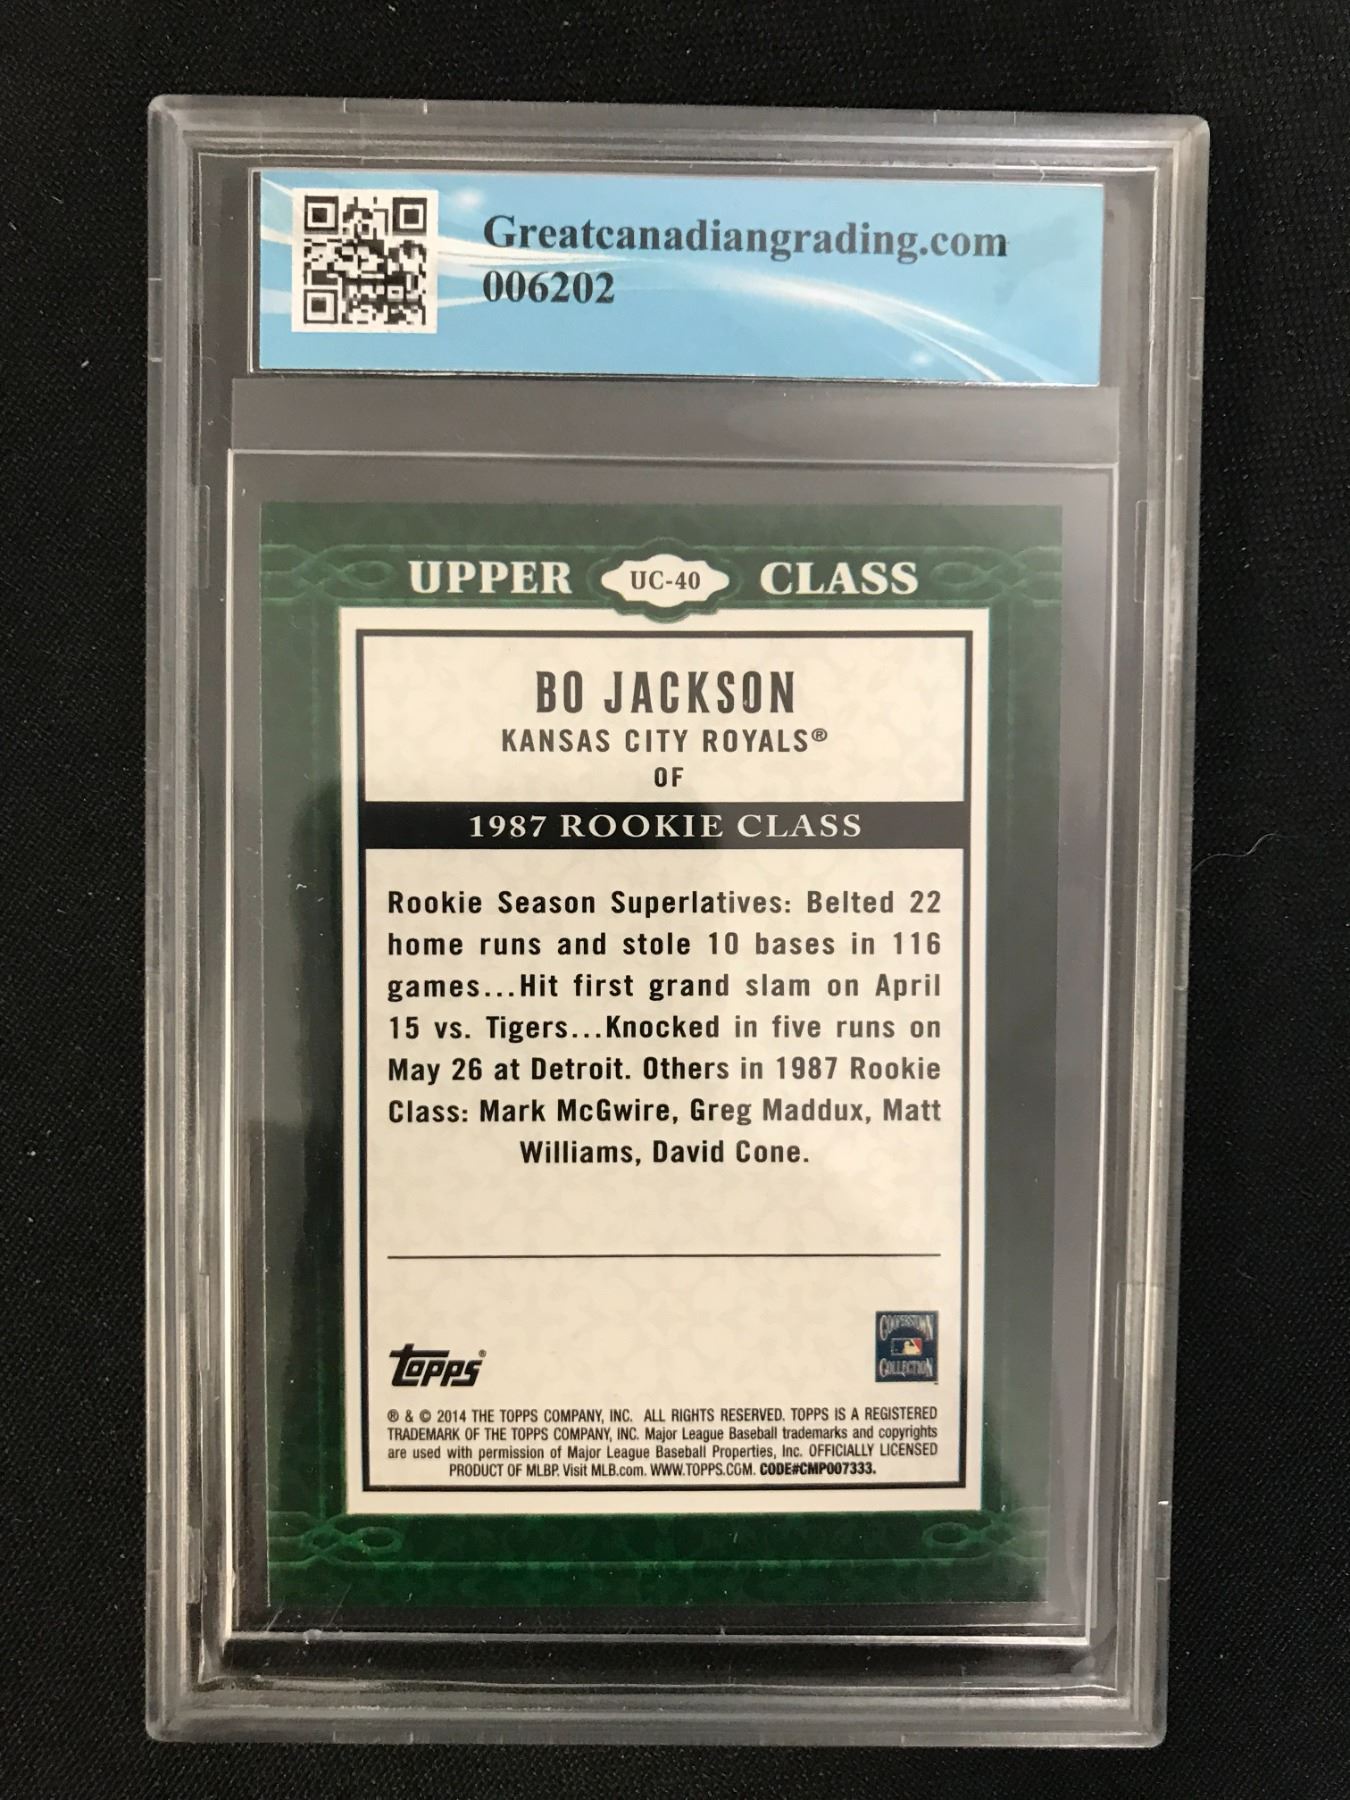 Greatcanadiangrading.com
006202
UPPER UC-40 CLASS
BO JACKSON
KANSAS CITY ROYALS®
OF
1987 ROOKIE CLASS
Rookie Season Superlatives: Belted 22
home runs and stole 10 bases in 116
games...Hit first grand slam on April
15 vs. Tigers...Knocked in five runs on
May 26 at Detroit. Others in 1987 Rookie
Class: Mark McGwire, Greg Maddux, Matt
Williams, David Cone.
COOPERSTOWN
COLLECTION
Topps®
® & © 2014 THE TOPPS COMPANY, INC. ALL RIGHTS RESERVED. TOPPS IS A REGISTERED
TRADEMARK OF THE TOPPS COMPANY, INC. Major League Baseball trademarks and copyrights
are used with permission of Major League Baseball Properties, Inc. OFFICIALLY LICENSED
PRODUCT OF MLBP. Visit MLB.com. WWW.TOPPS.COM. CODE#CMP007333.